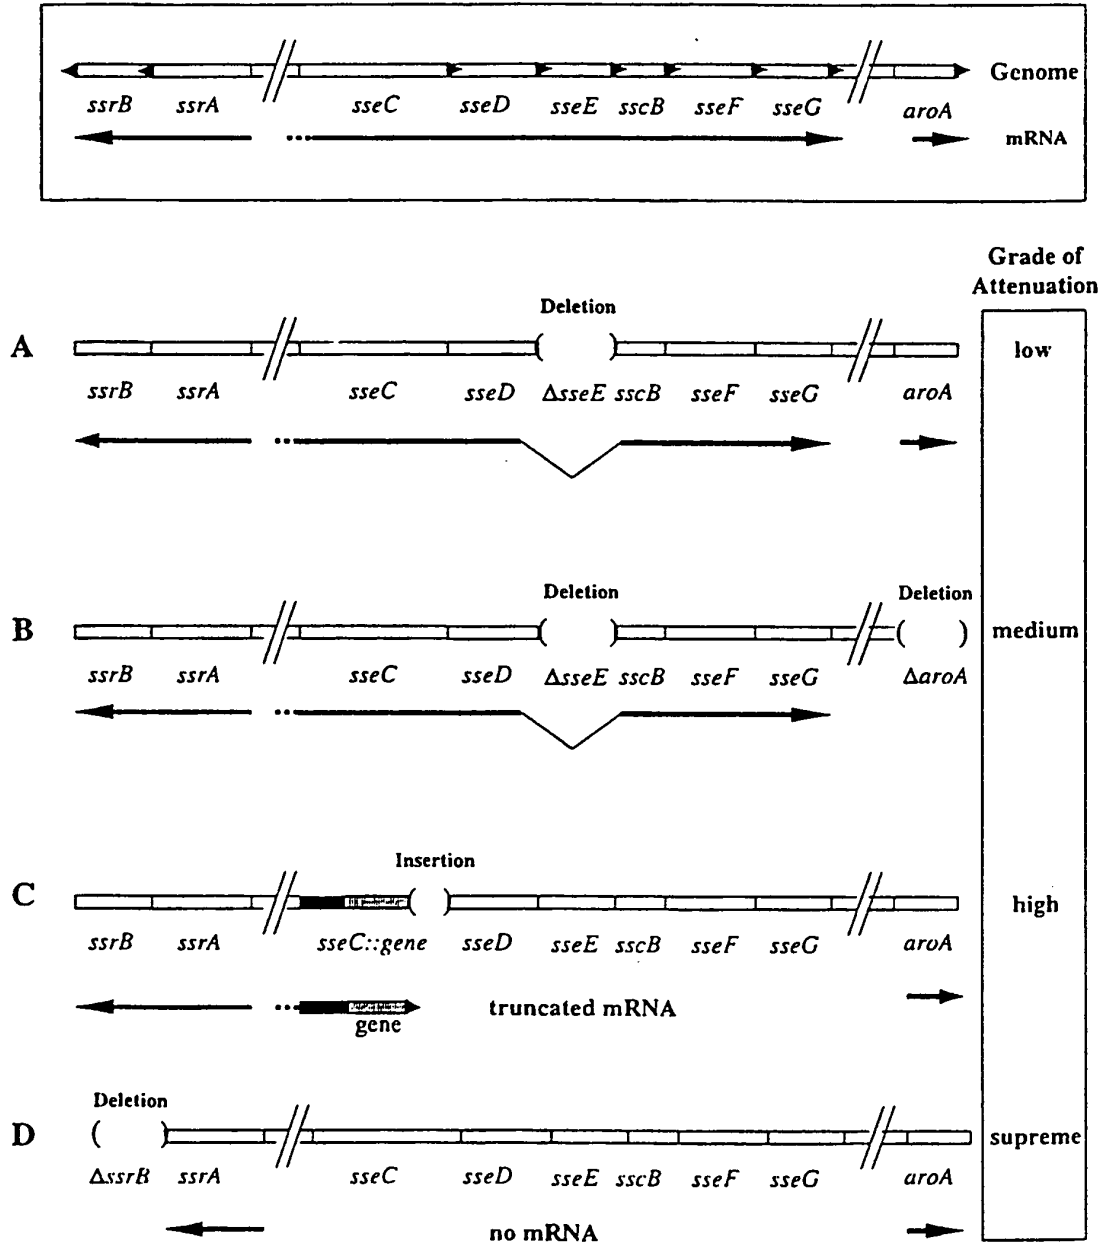 Genome
ssrB ssrA sseC sseD sseE sscB sseF sseG aroA
mRNA
Grade of
Attenuation
Deletion
A low
ssrB ssrA sseC sseD ΔsseE sscB sseF sseG aroA
Deletion Deletion
B medium
ssrB ssrA sseC sseD ΔsseE sscB sseF sseG ΔaroA
Insertion
C high
ssrB ssrA sseC::gene sseD sseE sscB sseF sseG aroA
truncated mRNA
gene
Deletion
D supreme
ΔssrB ssrA sseC sseD sseE sscB sseF sseG aroA
no mRNA